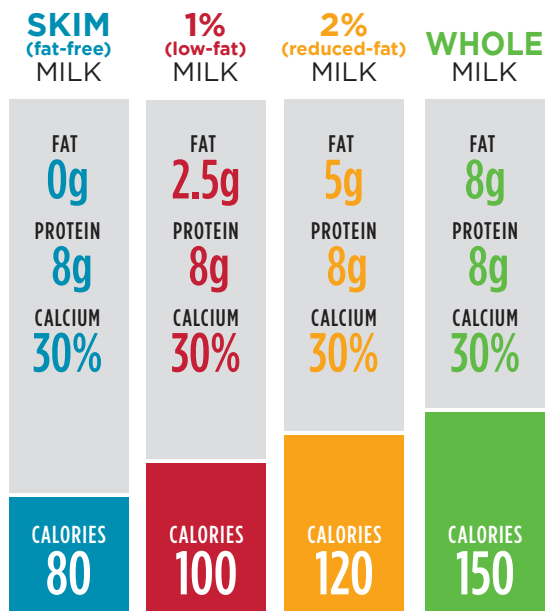 SKIM
(fat-free)
MILK
FAT
0g
PROTEIN
8g
CALCIUM
30%
CALORIES
80
1%
(low-fat)
MILK
FAT
2.5g
PROTEIN
8g
CALCIUM
30%
CALORIES
100
2%
(reduced-fat)
MILK
FAT
5g
PROTEIN
8g
CALCIUM
30%
CALORIES
120
WHOLE
MILK
FAT
8g
PROTEIN
8g
CALCIUM
30%
CALORIES
150